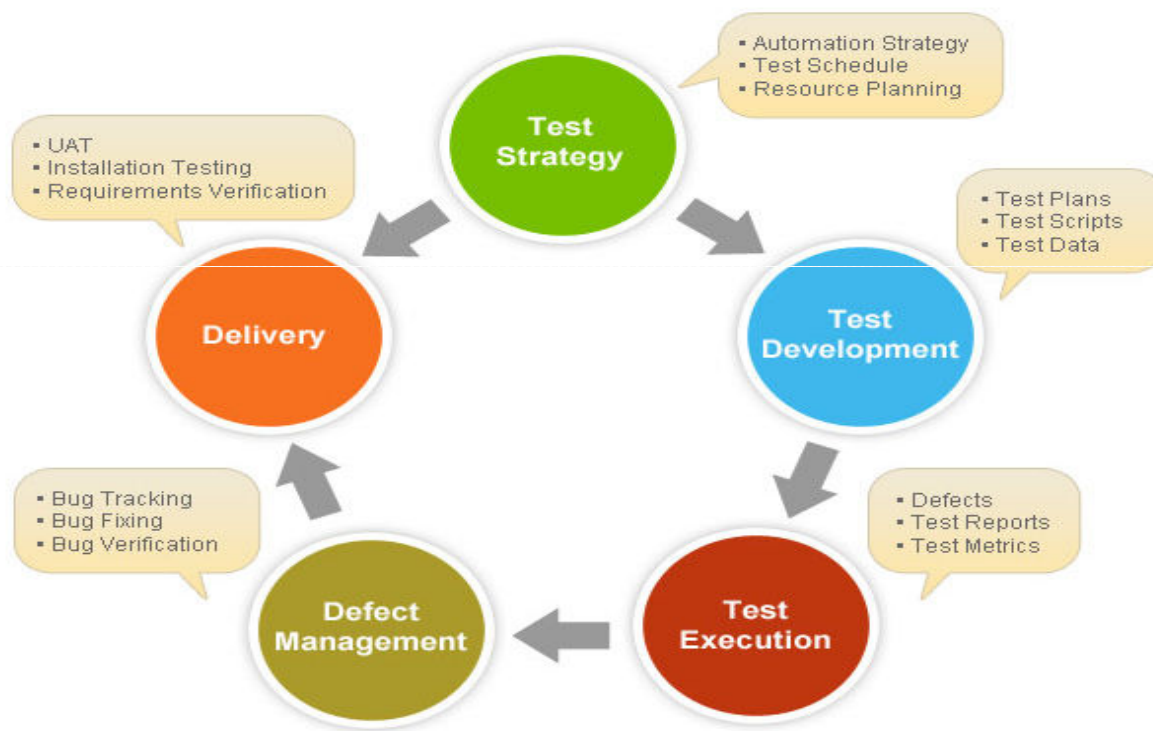 Test
Strategy
▪ Automation Strategy
▪ Test Schedule
▪ Resource Planning
Test
Development
▪ Test Plans
▪ Test Scripts
▪ Test Data
Test
Execution
▪ Defects
▪ Test Reports
▪ Test Metrics
Defect
Management
▪ Bug Tracking
▪ Bug Fixing
▪ Bug Verification
Delivery
▪ UAT
▪ Installation Testing
▪ Requirements Verification